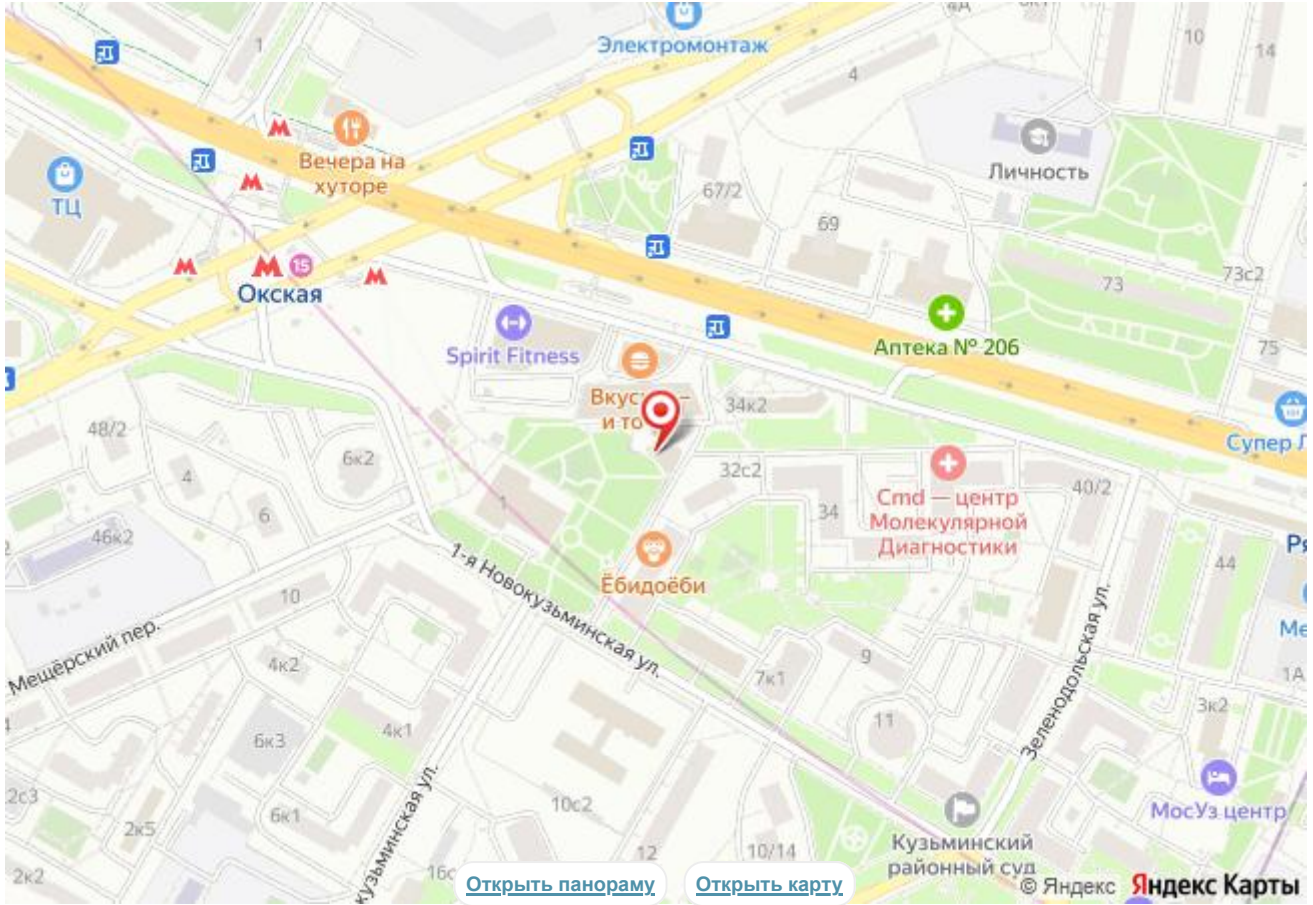 1
Электромонтаж
10
14
4
Вечера на
хуторе
Личность
ТЦ
67/2
69
15
Окская
73
73с2
Spirit Fitness
Аптека № 206
75
34к2
48/2
6к2
4
32с2
Cmd — центр
Молекулярной
Диагностики
40/2
1
34
6
46к2
44
Ёбидоёби
1-я Новокузьминская ул.
10
Мещёрский пер.
Зеленодольская ул.
9
4к2
7к1
1А
3к2
11
4к1
6к3
МосУз центр
10с2
6к1
2к5
Кузьминский
районный суд
12
10/14
2к2
Открыть панораму
Открыть карту
© Яндекс Яндекс Карты